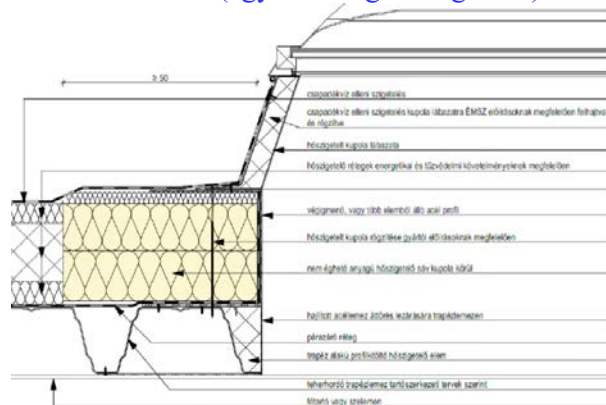 ≥ 50
csapadékvíz elleni szigetelés
csapadékvíz elleni szigetelés kupola lábazatra ÉMSZ előírásoknak megfelelően felhajtva
és rögzítve
hőszigetelt kupola lábazata
hőszigetelő rétegek energetikai és tűzvédelmi követelményeknek megfelelően
végigmenő, vagy több elemből álló acél profil
hőszigetelt kupola rögzítése gyártói előírásoknak megfelelően
nem éghető anyagú hőszigetelő sáv kupola körül
hajlított acéllemez áttörés lezárására trapézlemezen
párazáró réteg
trapéz alakú profilkitöltő hőszigetelő elem
teherhordó trapézlemez tartószerkezeti tervek szerint
főtartó vagy szelemen